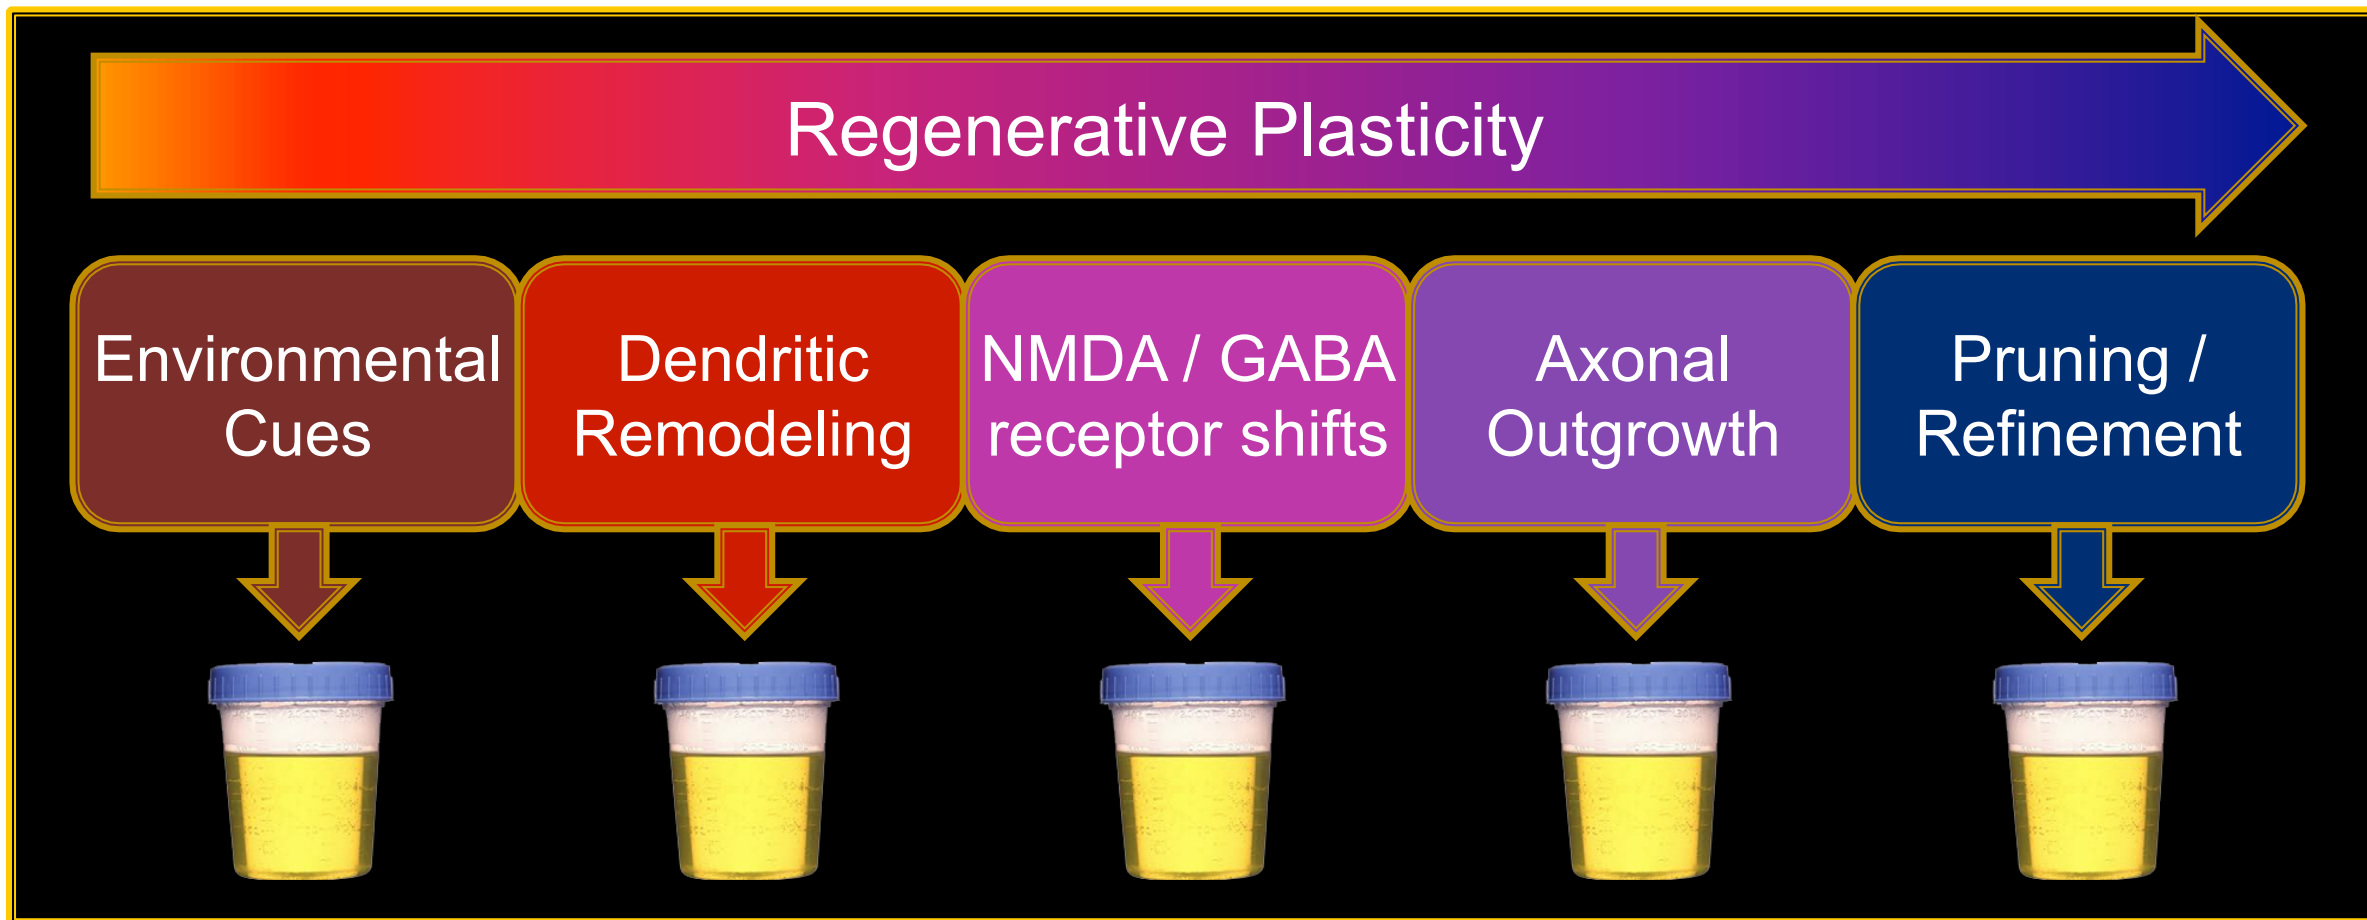 Regenerative Plasticity
Environmental
Cues
Dendritic
Remodeling
NMDA / GABA
receptor shifts
Axonal
Outgrowth
Pruning /
Refinement